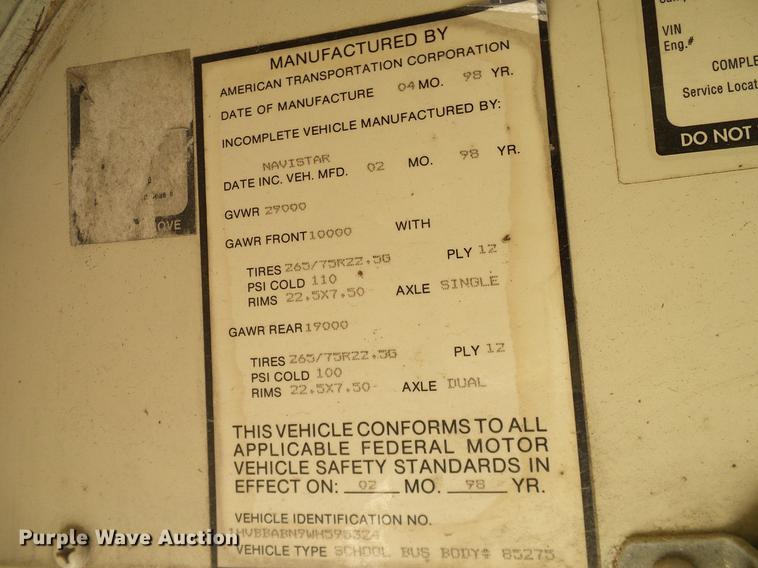 MANUFACTURED BY
AMERICAN TRANSPORTATION CORPORATION
DATE OF MANUFACTURE 04 MO. 98 YR.
INCOMPLETE VEHICLE MANUFACTURED BY:
NAVISTAR
DATE INC. VEH. MFD. 02 MO. 98 YR.
GVWR 29000
GAWR FRONT 10000 WITH
TIRES 265/75R22.5G PLY 12
PSI COLD 110
RIMS 22.5X7.50 AXLE SINGLE
GAWR REAR 19000
TIRES 265/75R22.5G PLY 12
PSI COLD 100
RIMS 22.5X7.50 AXLE DUAL
THIS VEHICLE CONFORMS TO ALL
APPLICABLE FEDERAL MOTOR
VEHICLE SAFETY STANDARDS IN
EFFECT ON: 02 MO. 98 YR.
VEHICLE IDENTIFICATION NO.
1HVBBABN9WH595324
VEHICLE TYPE SCHOOL BUS BODY# 85275
VIN
Eng.#
COMPLE
Service Locat
DO NOT
OVE
Purple Wave Auction